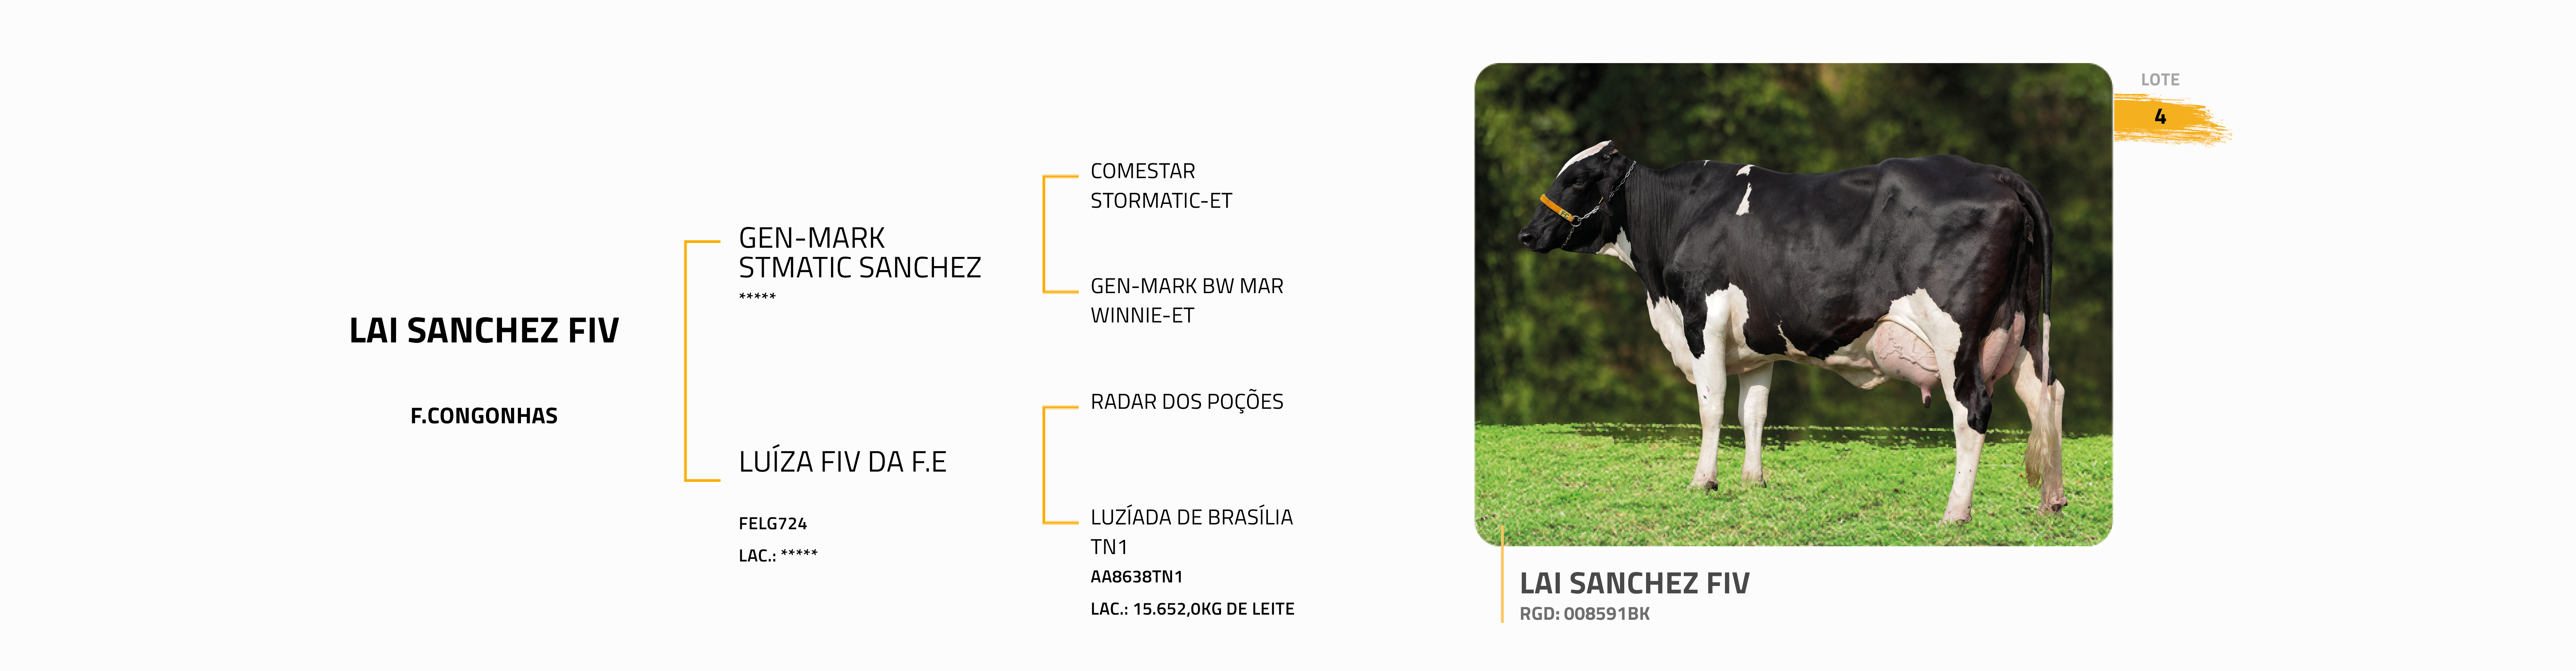 LAI SANCHEZ FIV
F.CONGONHAS
GEN-MARK
STMATIC SANCHEZ
*****
LUÍZA FIV DA F.E
FELG724
LAC.: *****
COMESTAR
STORMATIC-ET
GEN-MARK BW MAR
WINNIE-ET
RADAR DOS POÇÕES
LUZÍADA DE BRASÍLIA
TN1
AA8638TN1
LAC.: 15.652,0KG DE LEITE
LOTE
4
LAI SANCHEZ FIV
RGD: 008591BK